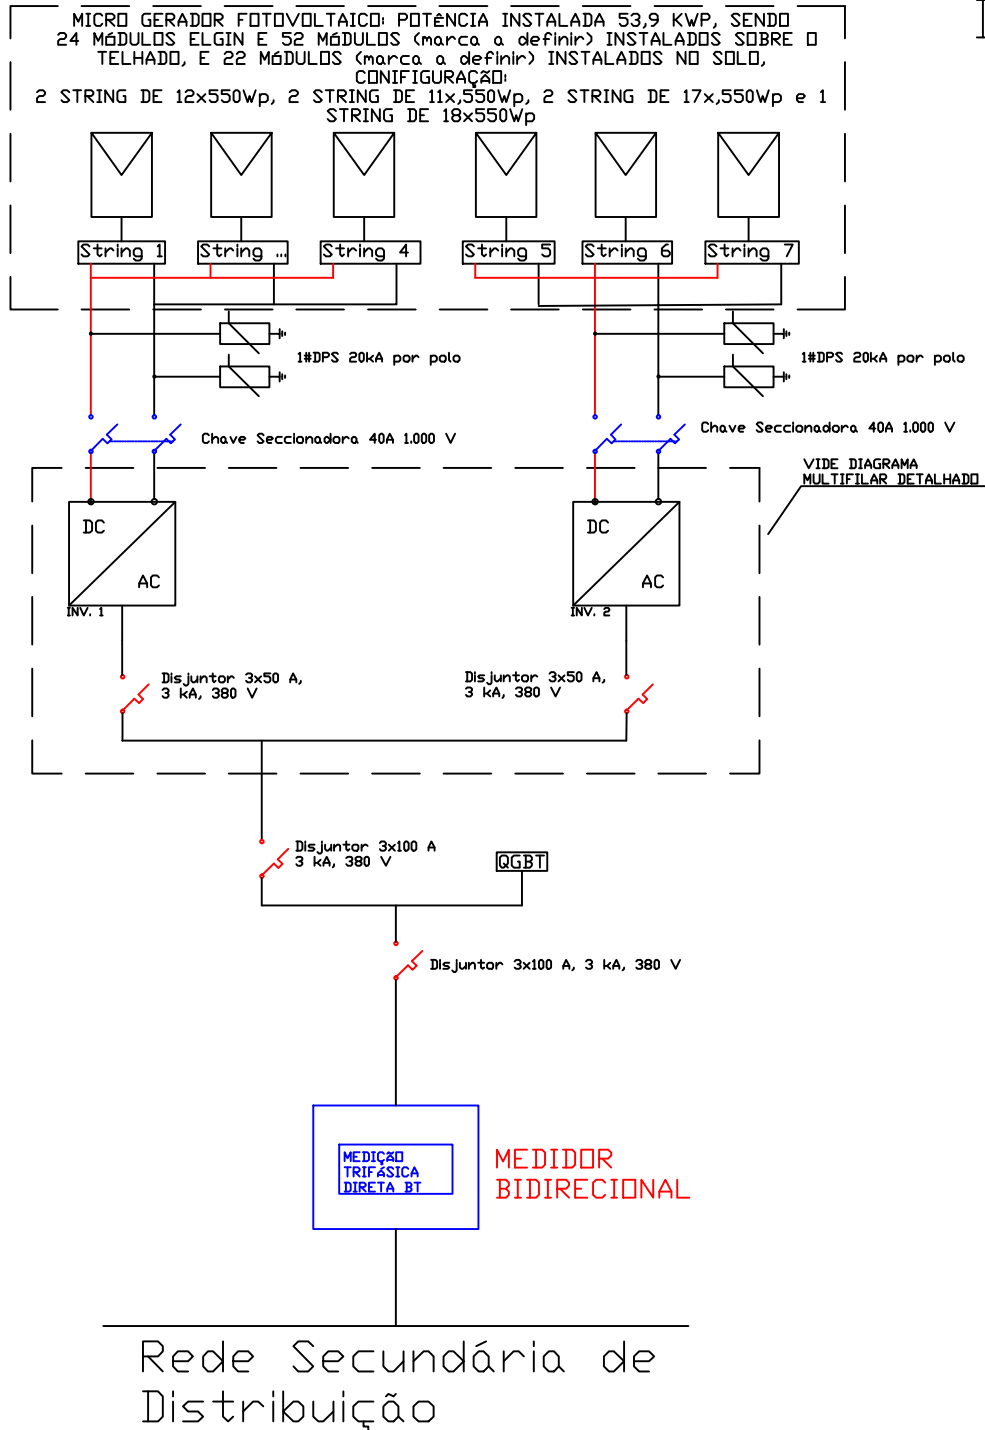 MICRO GERADOR FOTOVOLTAICO: POTÊNCIA INSTALADA 53,9 KWP, SENDO
24 MÓDULOS ELGIN E 52 MÓDULOS (marca a definir) INSTALADOS SOBRE O
TELHADO, E 22 MÓDULOS (marca a definir) INSTALADOS NO SOLO,
CONIFIGURAÇÃO:
2 STRING DE 12x550Wp, 2 STRING DE 11x,550Wp, 2 STRING DE 17x,550Wp e 1
STRING DE 18x550Wp
String 1
String ...
String 4
String 5
String 6
String 7
1#DPS 20kA por polo
1#DPS 20kA por polo
Chave Seccionadora 40A 1.000 V
Chave Seccionadora 40A 1.000 V
VIDE DIAGRAMA
MULTIFILAR DETALHADO
DC
AC
INV. 1
DC
AC
INV. 2
Disjuntor 3x50 A,
3 kA, 380 V
Disjuntor 3x50 A,
3 kA, 380 V
Disjuntor 3x100 A
3 kA, 380 V
QGBT
Disjuntor 3x100 A, 3 kA, 380 V
MEDIÇÃO
TRIFÁSICA
DIRETA BT
MEDIDOR
BIDIRECIONAL
Rede Secundária de
Distribuição